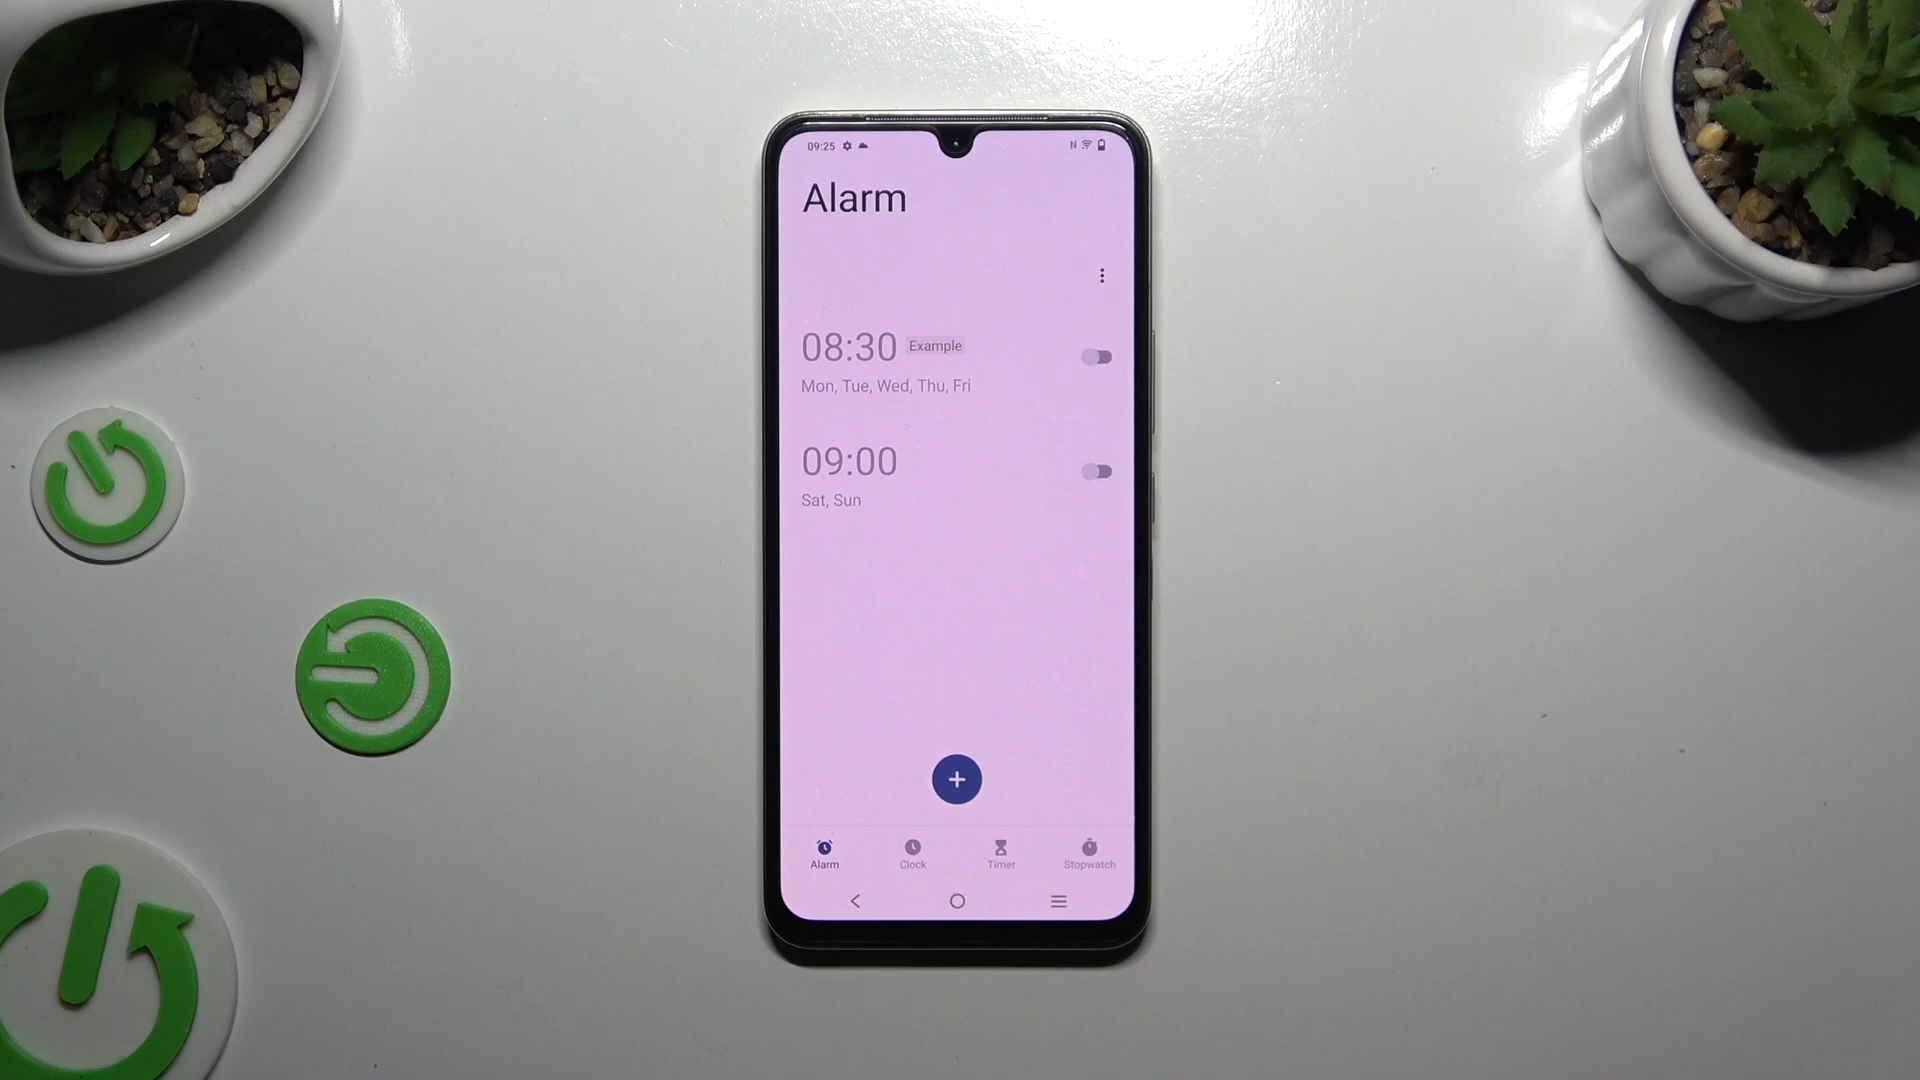 09:25
Alarm
08:30 Example
Mon, Tue, Wed, Thu, Fri
09:00
Sat, Sun
Alarm Clock Timer Stopwatch